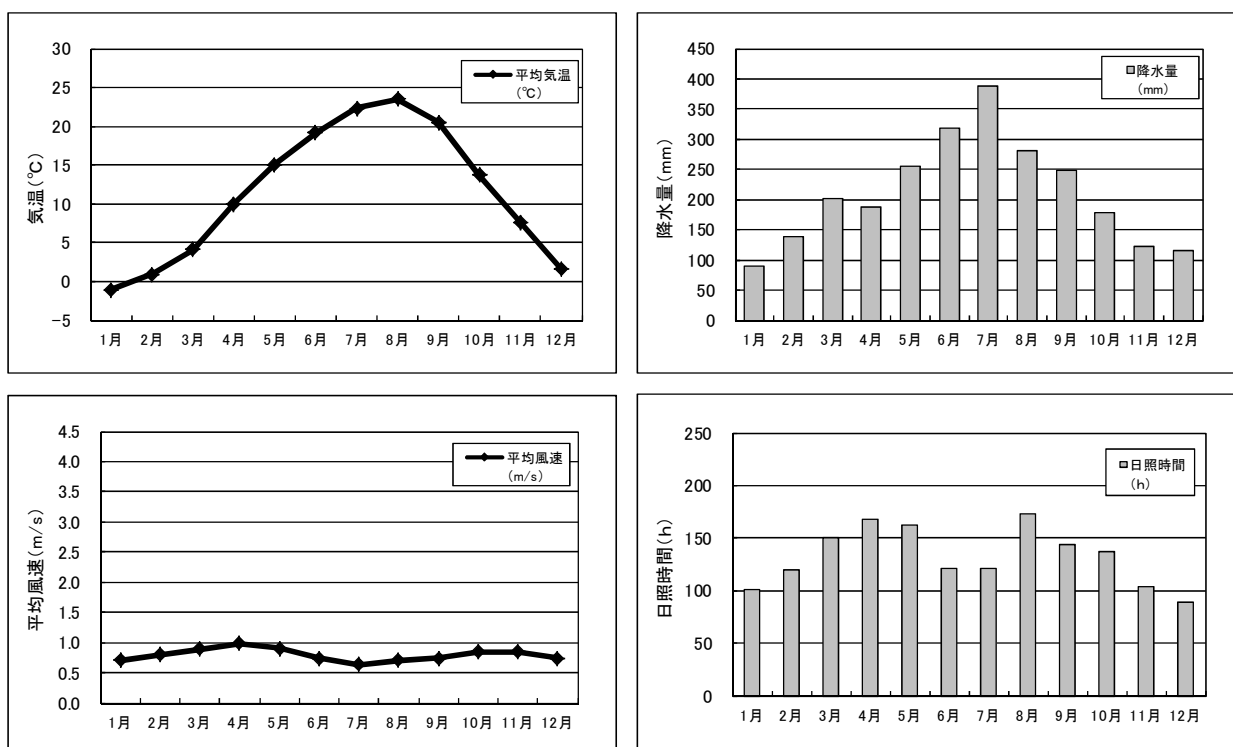 気温(℃)
30
25
20
15
10
5
0
-5
平均気温
(℃)
1月 2月 3月 4月 5月 6月 7月 8月 9月 10月 11月 12月
降水量(mm)
450
400
350
300
250
200
150
100
50
0
降水量
(mm)
1月 2月 3月 4月 5月 6月 7月 8月 9月 10月 11月 12月
平均風速(m/s)
4.5
4.0
3.5
3.0
2.5
2.0
1.5
1.0
0.5
0.0
平均風速
(m/s)
1月 2月 3月 4月 5月 6月 7月 8月 9月 10月 11月 12月
日照時間(h)
250
200
150
100
50
0
日照時間
(h)
1月 2月 3月 4月 5月 6月 7月 8月 9月 10月 11月 12月